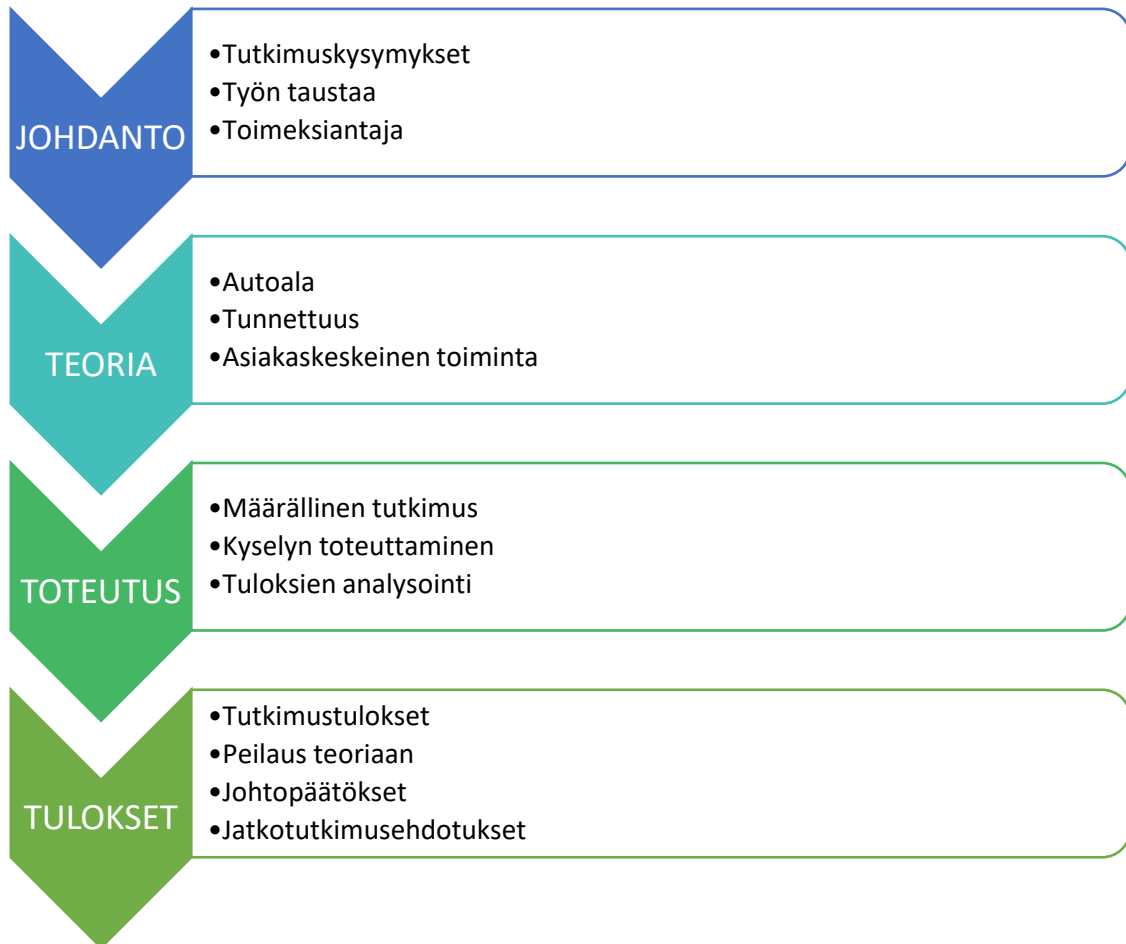 JOHDANTO
•Tutkimuskysymykset
•Työn taustaa
•Toimeksiantaja
TEORIA
•Autoala
•Tunnettuus
•Asiakaskeskeinen toiminta
TOTEUTUS
•Määrällinen tutkimus
•Kyselyn toteuttaminen
•Tuloksien analysointi
TULOKSET
•Tutkimustulokset
•Peilaus teoriaan
•Johtopäätökset
•Jatkotutkimusehdotukset